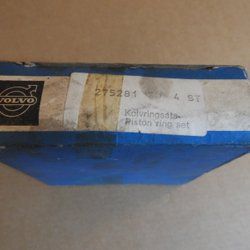 VOLVO
275281
4 ST
Kolvringssats
Piston ring set